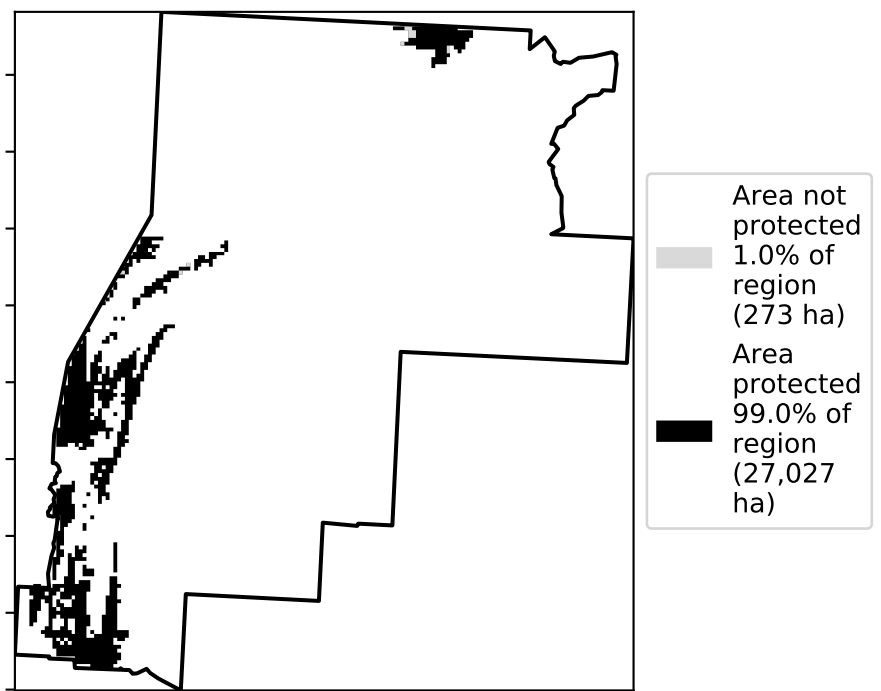 Area not
protected
1.0% of
region
(273 ha)
Area
protected
99.0% of
region
(27,027
ha)